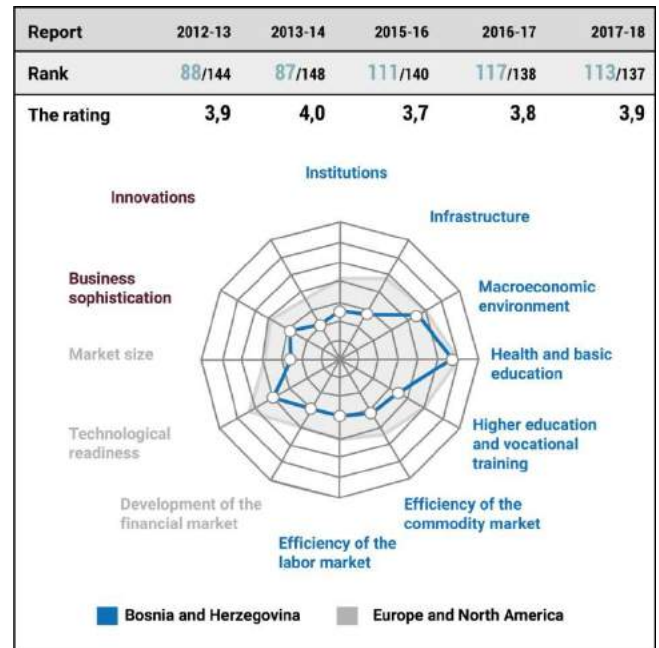 Report 2012-13 2013-14 2015-16 2016-17 2017-18
Rank 88/144 87/148 111/140 117/138 113/137
The rating 3,9 4,0 3,7 3,8 3,9
Institutions
Innovations
Infrastructure
Business
sophistication
Macroeconomic
environment
Market size
Health and basic
education
Technological
readiness
Higher education
and vocational
training
Development of the
financial market
Efficiency of the
commodity market
Efficiency of the
labor market
Bosnia and Herzegovina Europe and North America